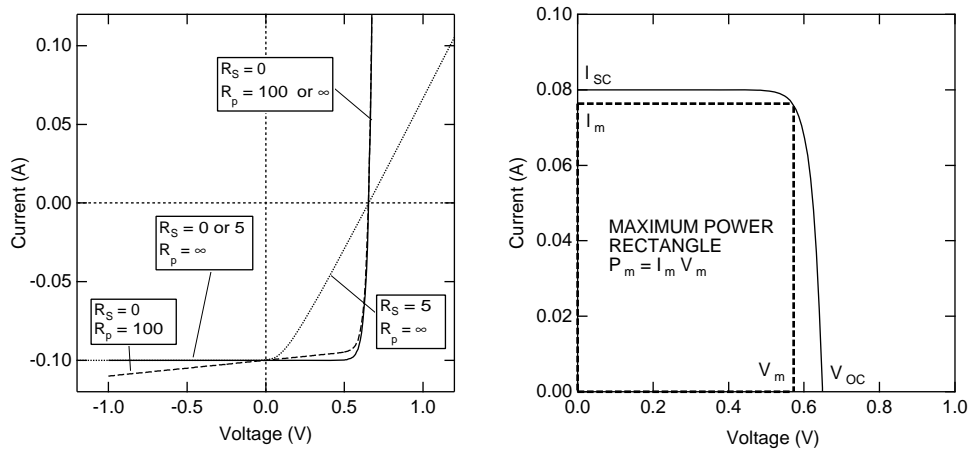 0.10
0.05
0.00
-0.05
-0.10
Current (A)
-1.0 0.0 0.5 1.0
Voltage (V)
R_S = 0
R_p = 100 or ∞
R_S = 0 or 5
R_p = ∞
R_S = 0
R_p = 100
R_S = 5
R_p = ∞
0.10
0.08
0.06
0.04
0.02
0.00
Current (A)
0.0 0.2 0.4 0.6 0.8 1.0
Voltage (V)
I_SC
I_m
MAXIMUM POWER
RECTANGLE
P_m = I_m V_m
V_m
V_OC